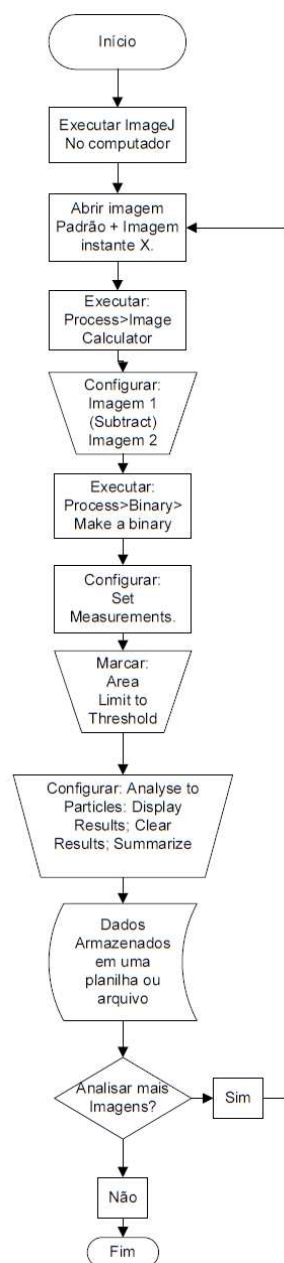 Início
Executar ImageJ
No computador
Abrir imagem
Padrão + Imagem
instante X.
Executar:
Process>Image
Calculator
Configurar:
Imagem 1
(Subtract)
Imagem 2
Executar:
Process>Binary>
Make a binary
Configurar:
Set
Measurements.
Marcar:
Area
Limit to
Threshold
Configurar: Analyse to
Particles: Display
Results; Clear
Results; Summarize
Dados
Armazenados
em uma
planilha ou
arquivo
Analisar mais
Imagens?
Sim
Não
Fim